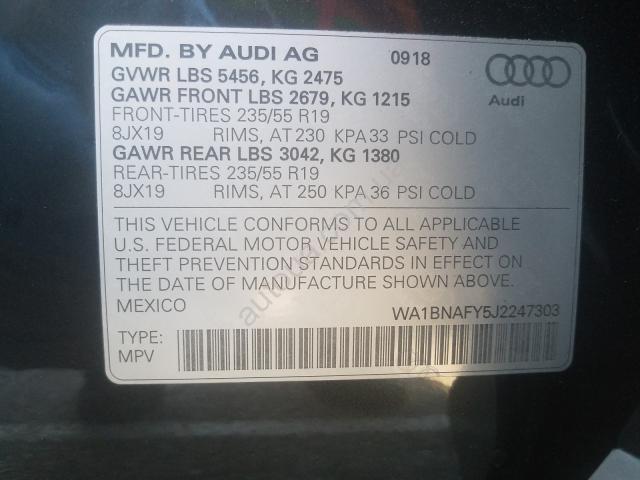 MFD. BY AUDI AG 0918
GVWR LBS 5456, KG 2475
GAWR FRONT LBS 2679, KG 1215
Audi
FRONT-TIRES 235/55 R19
8JX19 RIMS, AT 230 KPA 33 PSI COLD
GAWR REAR LBS 3042, KG 1380
REAR-TIRES 235/55 R19
8JX19 RIMS, AT 250 KPA 36 PSI COLD
THIS VEHICLE CONFORMS TO ALL APPLICABLE
U.S. FEDERAL MOTOR VEHICLE SAFETY AND
THEFT PREVENTION STANDARDS IN EFFECT ON
THE DATE OF MANUFACTURE SHOWN ABOVE.
MEXICO WA1BNAFY5J2247303
TYPE:
MPV